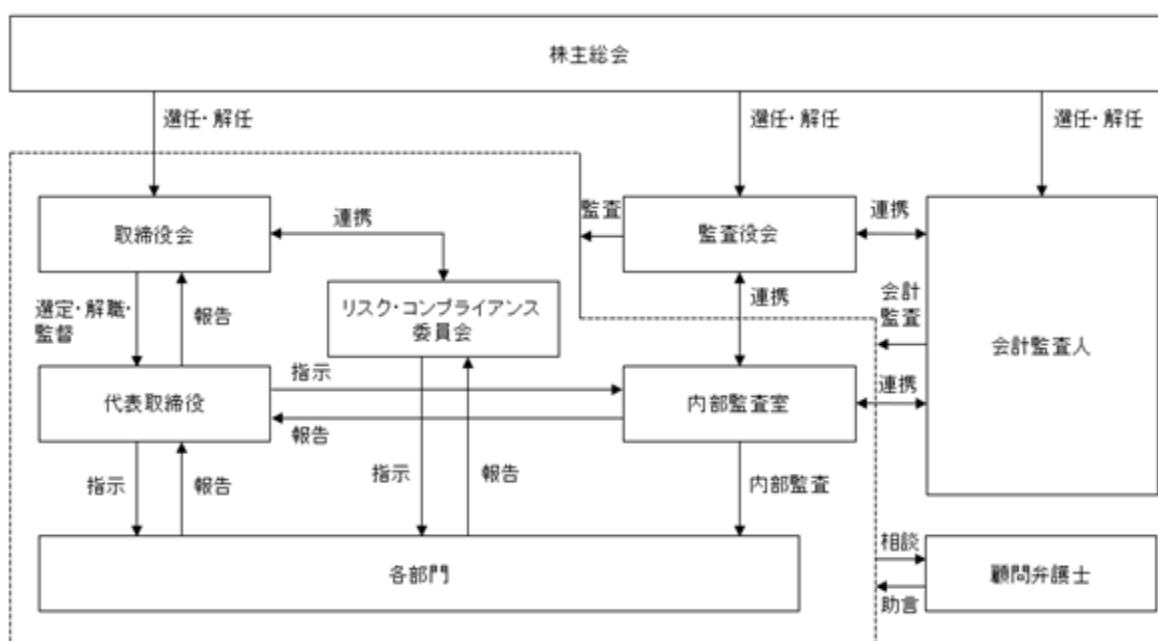 株主総会
選任・解任
選任・解任
選任・解任
取締役会
連携
監査
監査役会
連携
選定・解職・
監督
報告
リスク・コンプライアンス
委員会
連携
会計
監査
会計監査人
代表取締役
指示
報告
内部監査室
連携
指示
報告
指示
報告
内部監査
各部門
相談
助言
顧問弁護士